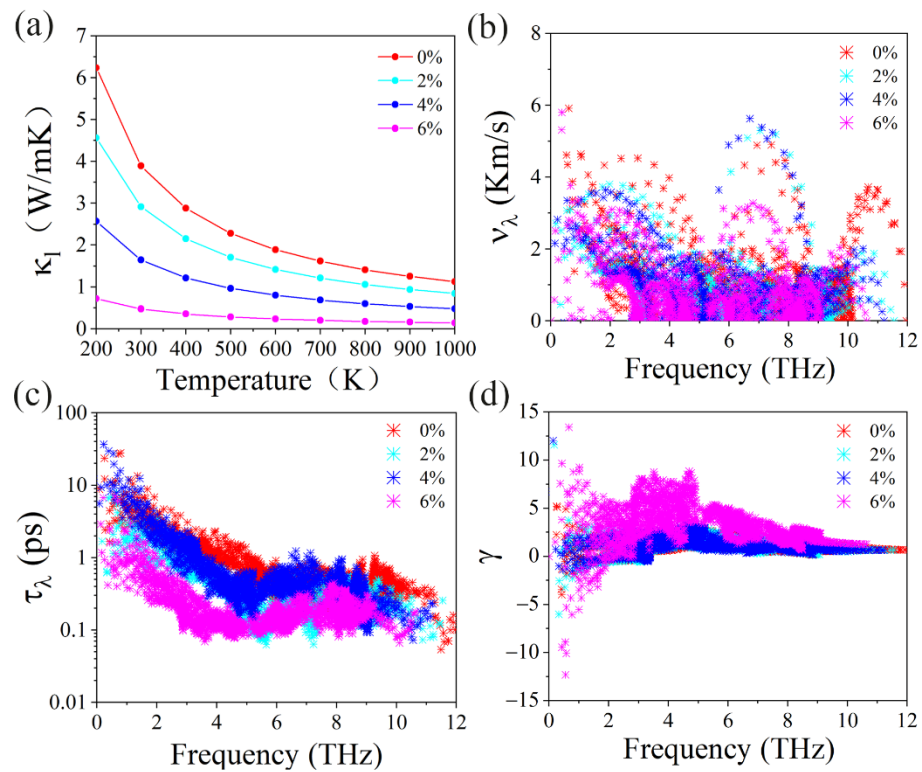 (a)
κl (W/mK)
7
6
5
4
3
2
1
0
0%
2%
4%
6%
200 300 400 500 600 700 800 900 1000
Temperature (K)
(b)
νλ (Km/s)
8
6
4
2
0
0%
2%
4%
6%
0 2 4 6 8 10 12
Frequency (THz)
(c)
τλ (ps)
100
10
1
0.1
0.01
0%
2%
4%
6%
0 2 4 6 8 10 12
Frequency (THz)
(d)
γ
15
10
5
0
−5
−10
−15
0%
2%
4%
6%
0 2 4 6 8 10 12
Frequency (THz)